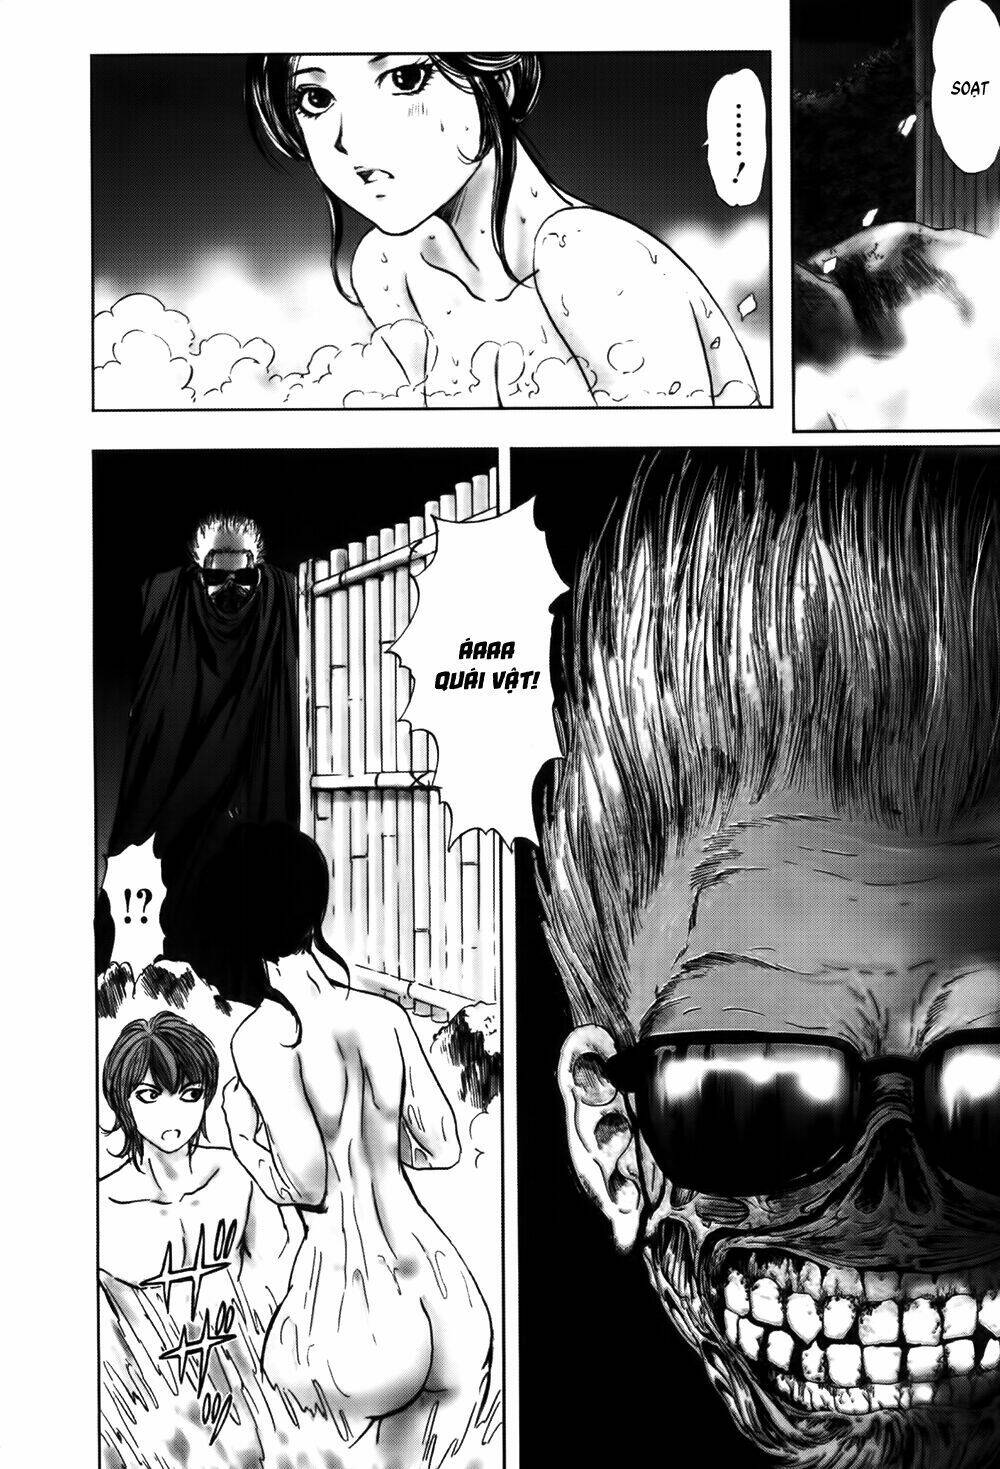 SOẠT
.......!
ÁAAA
QUÁI VẬT!
!?